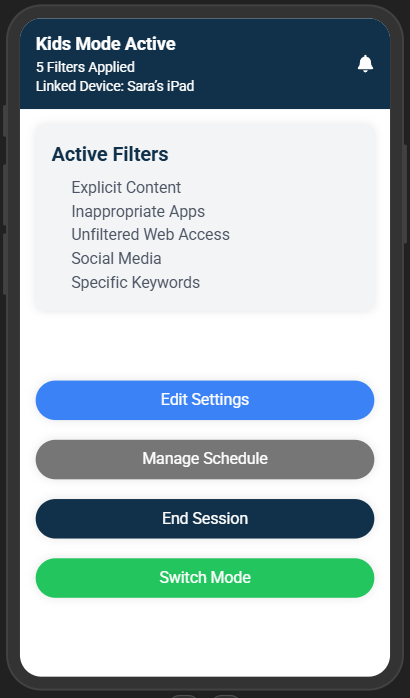 Kids Mode Active
5 Filters Applied
Linked Device: Sara's iPad
Active Filters
Explicit Content
Inappropriate Apps
Unfiltered Web Access
Social Media
Specific Keywords
Edit Settings
Manage Schedule
End Session
Switch Mode